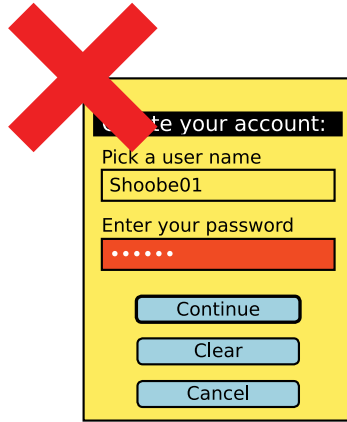 your account:
Pick a user name
Shoobe01
Enter your password
••••••
Continue
Clear
Cancel